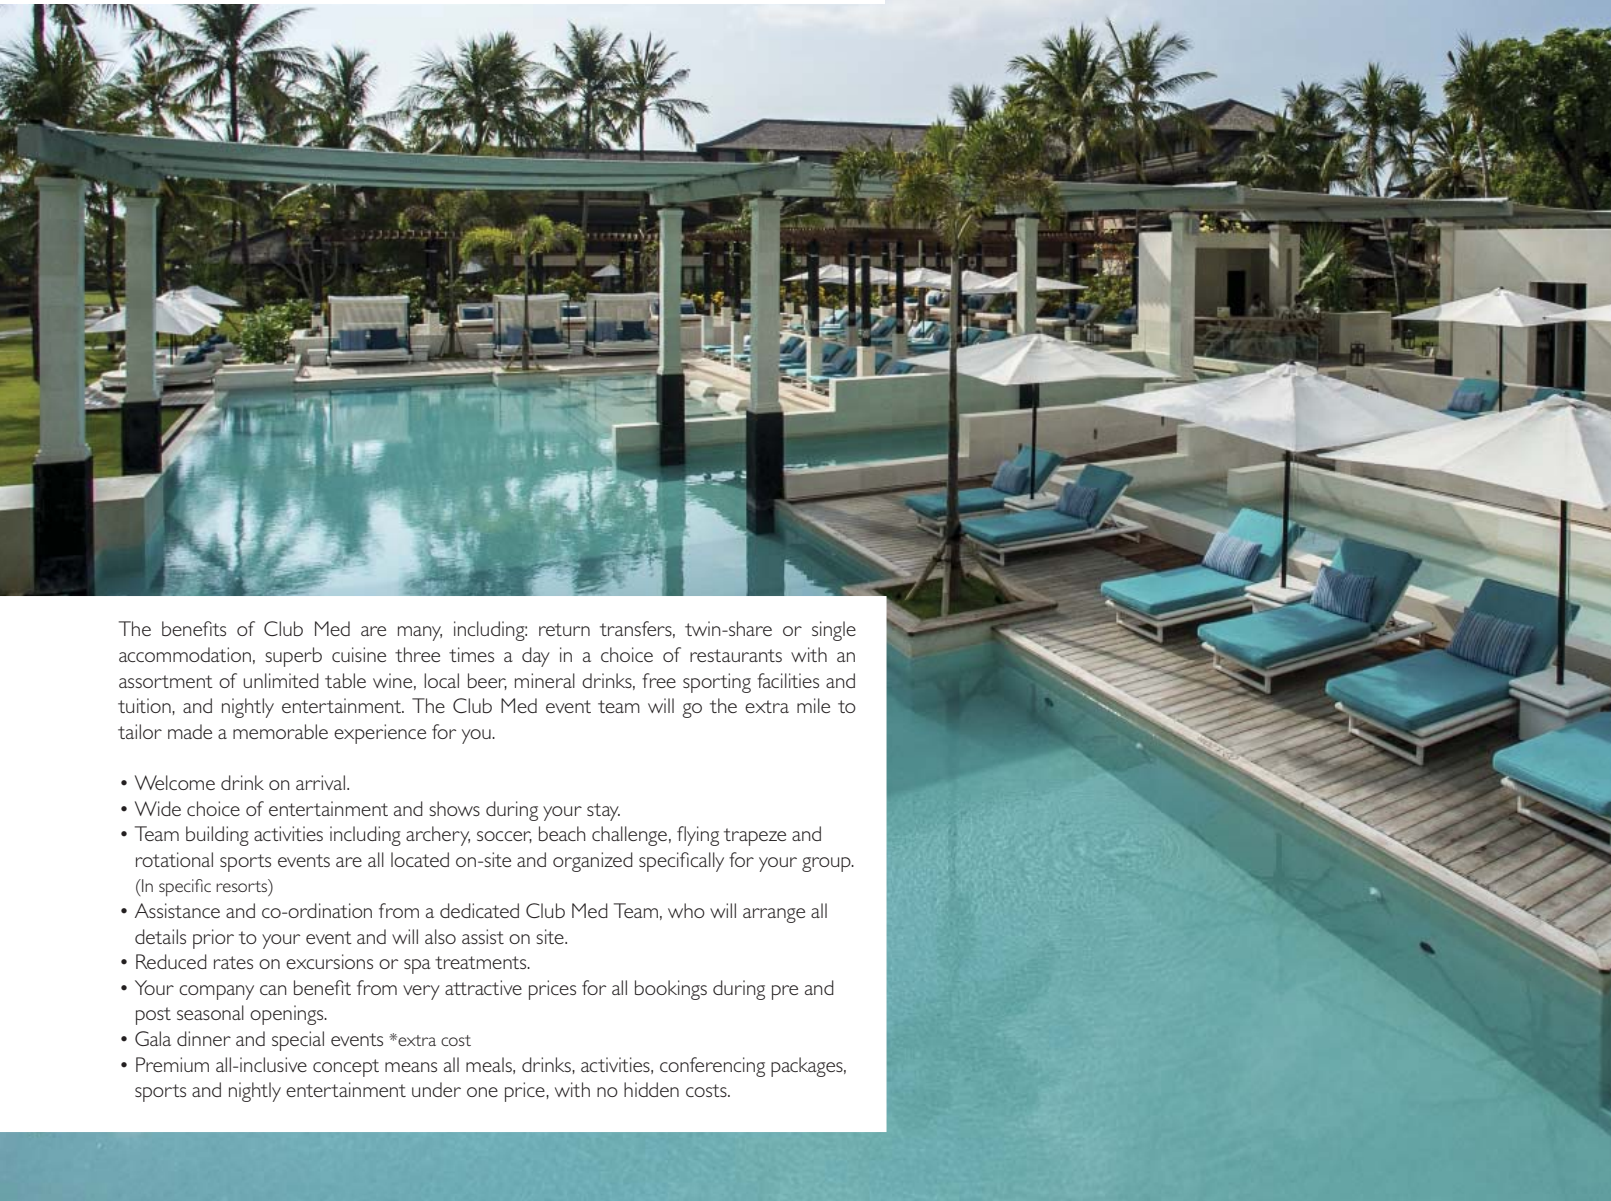 The benefits of Club Med are many, including: return transfers, twin-share or single
accommodation, superb cuisine three times a day in a choice of restaurants with an
assortment of unlimited table wine, local beer, mineral drinks, free sporting facilities and
tuition, and nightly entertainment. The Club Med event team will go the extra mile to
tailor made a memorable experience for you.
• Welcome drink on arrival.
• Wide choice of entertainment and shows during your stay.
• Team building activities including archery, soccer, beach challenge, flying trapeze and
rotational sports events are all located on-site and organized specifically for your group.
(In specific resorts)
• Assistance and co-ordination from a dedicated Club Med Team, who will arrange all
details prior to your event and will also assist on site.
• Reduced rates on excursions or spa treatments.
• Your company can benefit from very attractive prices for all bookings during pre and
post seasonal openings.
• Gala dinner and special events *extra cost
• Premium all-inclusive concept means all meals, drinks, activities, conferencing packages,
sports and nightly entertainment under one price, with no hidden costs.